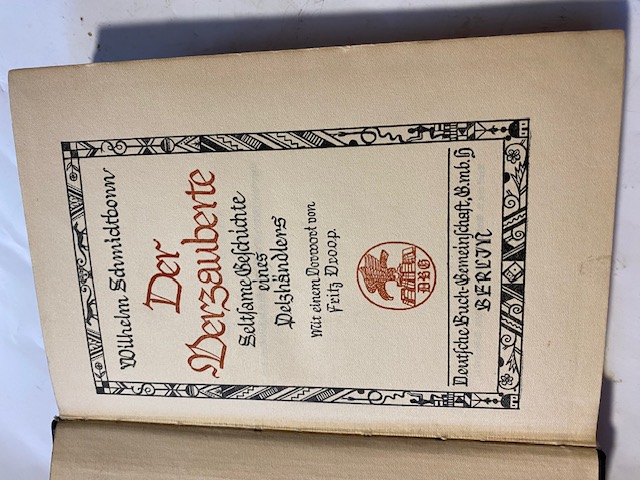 Wilhelm Schmidtbonn
Der
Verzauberte
Seltsame Geschichte
eines
Pelzhändlers
Mit einem Vorwort von
Fritz Droop.
DBG
Deutsche Buch-Gemeinschaft, G.m.b.H
BERLIN